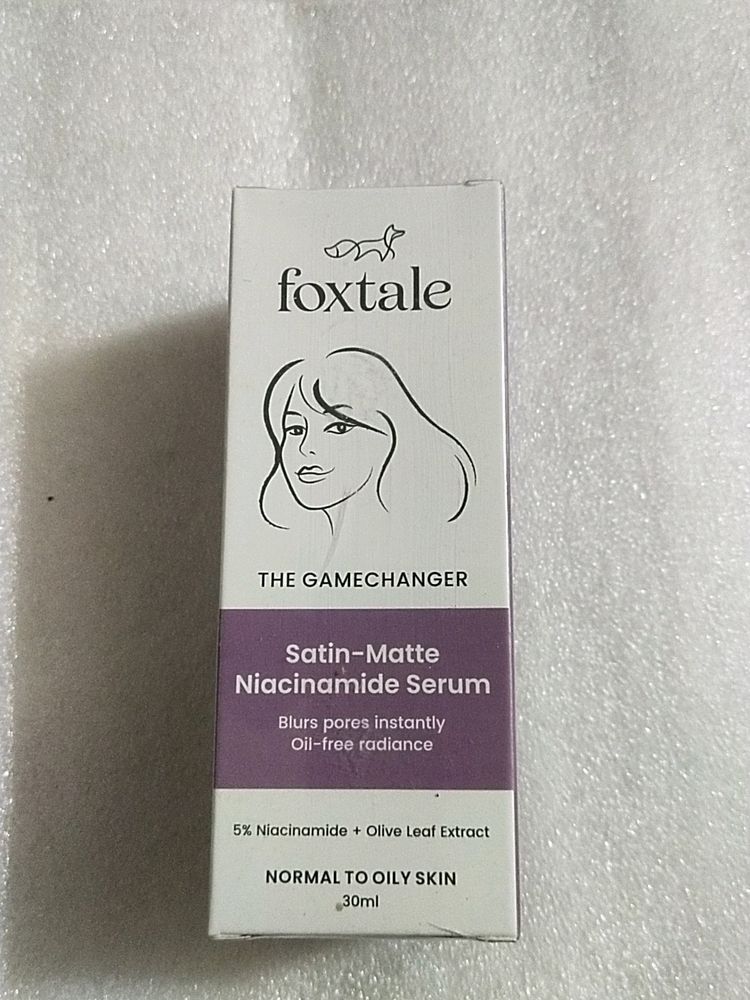 foxtale
THE GAMECHANGER
Satin-Matte
Niacinamide Serum
Blurs pores instantly
Oil-free radiance
5% Niacinamide + Olive Leaf Extract
NORMAL TO OILY SKIN
30ml